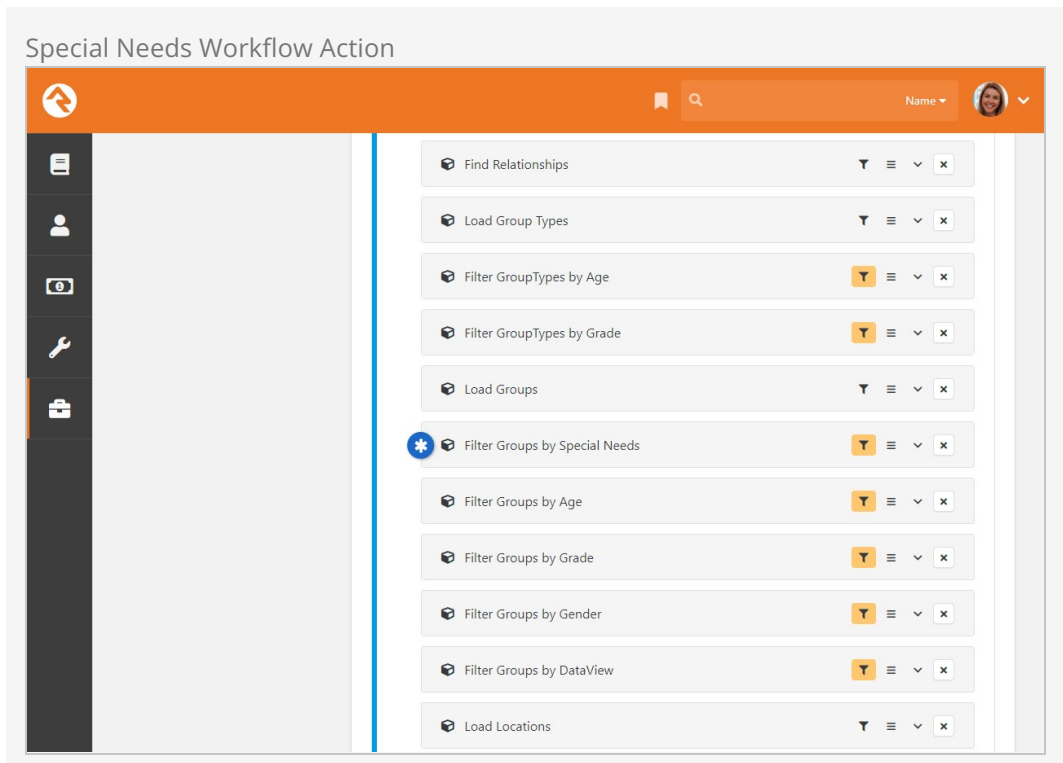 Special Needs Workflow Action
Name
Find Relationships
Load Group Types
Filter GroupTypes by Age
Filter GroupTypes by Grade
Load Groups
Filter Groups by Special Needs
Filter Groups by Age
Filter Groups by Grade
Filter Groups by Gender
Filter Groups by DataView
Load Locations